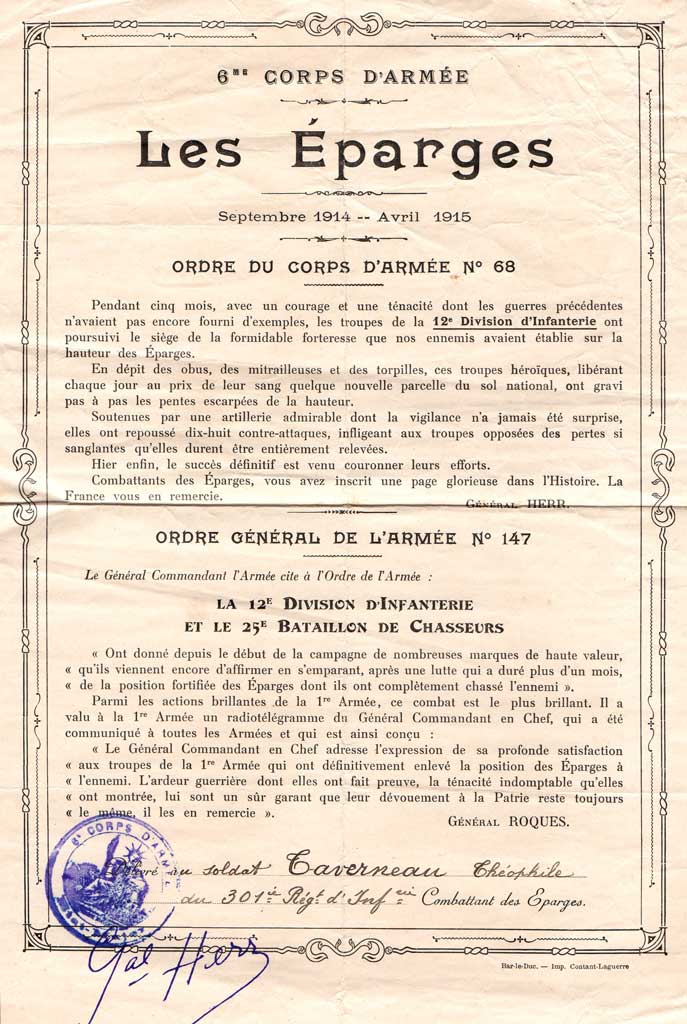 6me CORPS D'ARMÉE
Les Éparges
Septembre 1914 -- Avril 1915
ORDRE DU CORPS D'ARMÉE No 68
Pendant cinq mois, avec un courage et une ténacité dont les guerres précédentes
n'avaient pas encore fourni d'exemples, les troupes de la 12e Division d'Infanterie ont
poursuivi le siège de la formidable forteresse que nos ennemis avaient établie sur la
hauteur des Éparges.
En dépit des obus, des mitrailleuses et des torpilles, ces troupes héroïques, libérant
chaque jour au prix de leur sang quelque nouvelle parcelle du sol national, ont gravi
pas à pas les pentes escarpées de la hauteur.
Soutenues par une artillerie admirable dont la vigilance n'a jamais été surprise,
elles ont repoussé dix-huit contre-attaques, infligeant aux troupes opposées des pertes si
sanglantes qu'elles durent être entièrement relevées.
Hier enfin, le succès définitif est venu couronner leurs efforts.
Combattants des Éparges, vous avez inscrit une page glorieuse dans l'Histoire. La
France vous en remercie.
Général HERR.
ORDRE GÉNÉRAL DE L'ARMÉE No 147
Le Général Commandant l'Armée cite à l'Ordre de l'Armée :
LA 12E DIVISION D'INFANTERIE
ET LE 25E BATAILLON DE CHASSEURS
« Ont donné depuis le début de la campagne de nombreuses marques de haute valeur,
« qu'ils viennent encore d'affirmer en s'emparant, après une lutte qui a duré plus d'un mois,
« de la position fortifiée des Éparges dont ils ont complètement chassé l'ennemi ».
Parmi les actions brillantes de la 1re Armée, ce combat est le plus brillant. Il a
valu à la 1re Armée un radiotélégramme du Général Commandant en Chef, qui a été
communiqué à toutes les Armées et qui est ainsi conçu :
« Le Général Commandant en Chef adresse l'expression de sa profonde satisfaction
« aux troupes de la 1re Armée qui ont définitivement enlevé la position des Éparges à
« l'ennemi. L'ardeur guerrière dont elles ont fait preuve, la ténacité indomptable qu'elles
« ont montrée, lui sont un sûr garant que leur dévouement à la Patrie reste toujours
« le même, il les en remercie ».
Général ROQUES.
6e CORPS D'ARMÉE
Délivré au soldat Taverneau Théophile
du 301ie Régt d'Infie Combattant des Eparges.
Gal Herr
Bar-le-Duc. — Imp. Contant-Laguerre